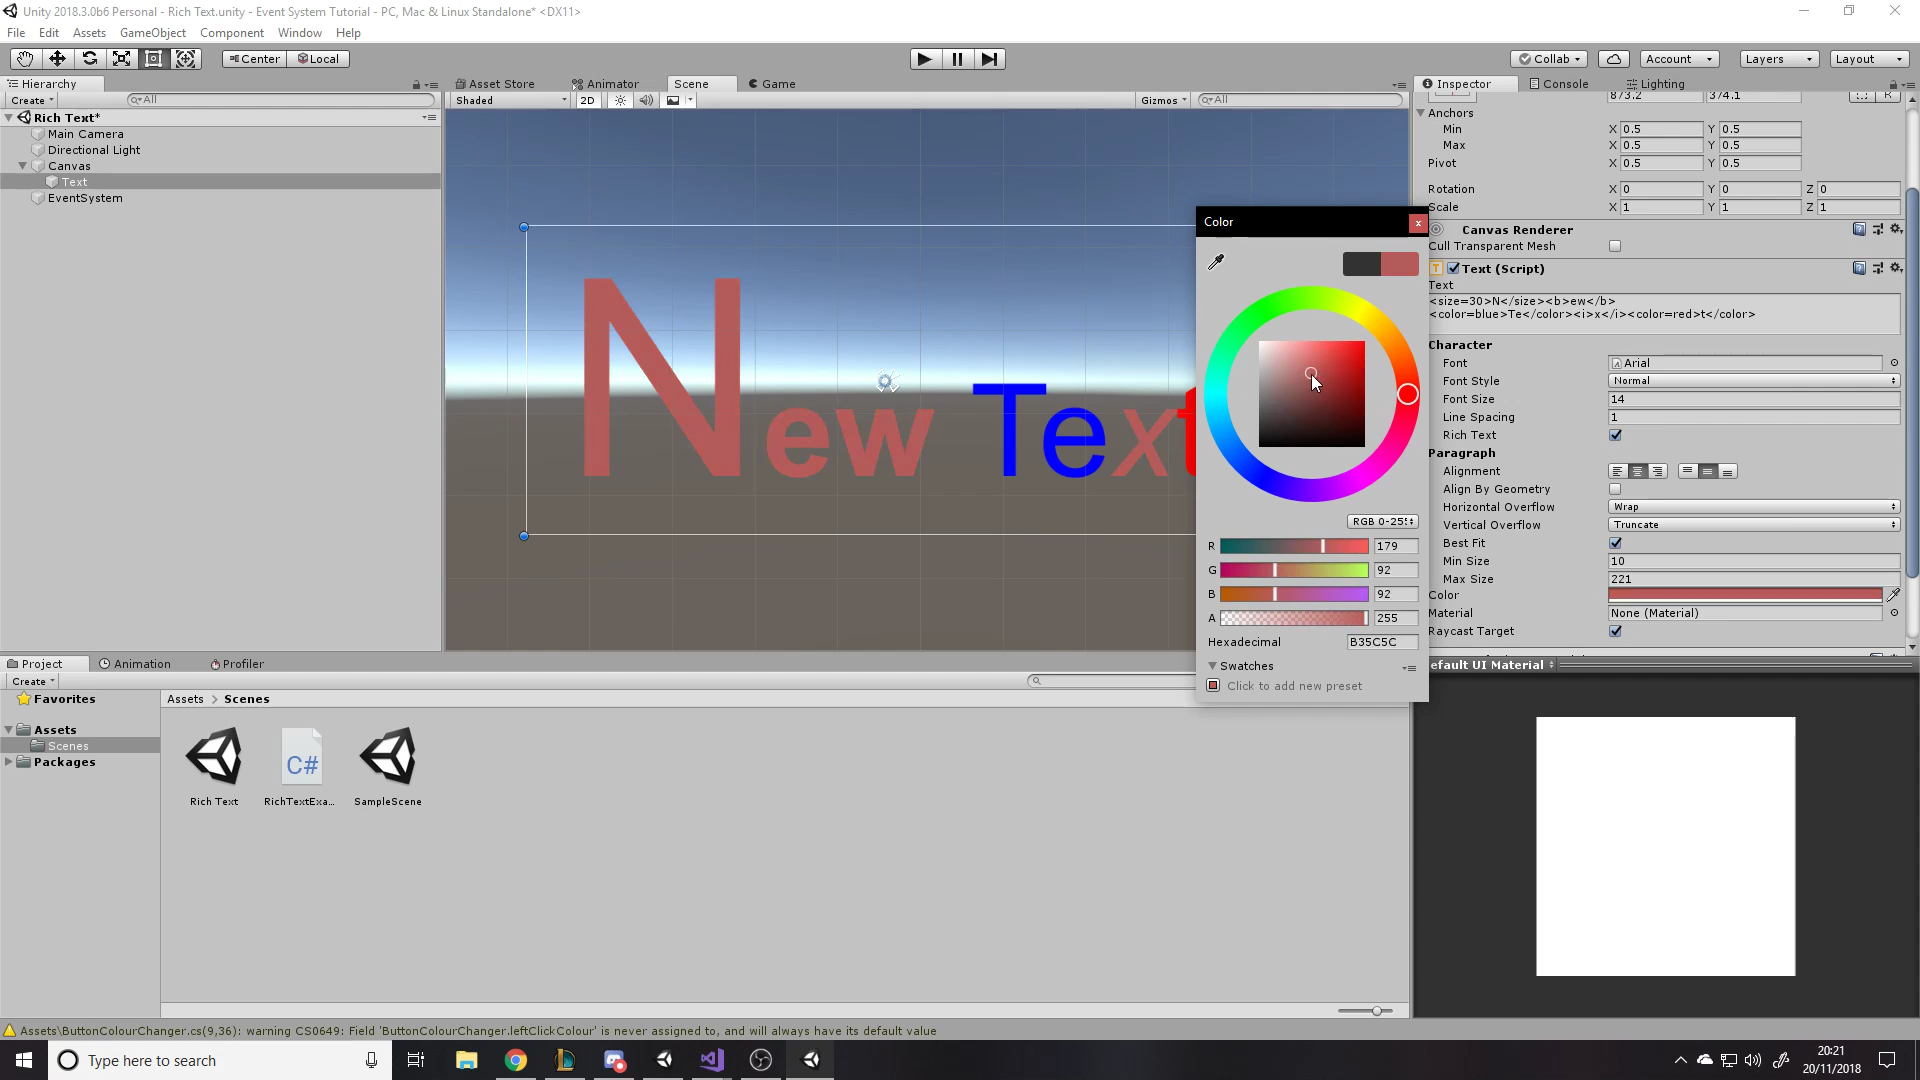 Unity 2018.3.0b6 Personal - Rich Text.unity - Event System Tutorial - PC, Mac & Linux Standalone* <DX11>
File Edit Assets GameObject Component Window Help
Center Local
Collab Account Layers Layout
Hierarchy
Create All
Rich Text*
Main Camera
Directional Light
Canvas
Text
EventSystem
Asset Store Animator Scene Game
Shaded 2D Gizmos All
New Text
Color
RGB 0-255
R 179
G 92
B 92
A 255
Hexadecimal B35C5C
Swatches
Click to add new preset
Inspector Console Lighting
873.2 374.1 R
Anchors
Min X 0.5 Y 0.5
Max X 0.5 Y 0.5
Pivot X 0.5 Y 0.5
Rotation X 0 Y 0 Z 0
Scale X 1 Y 1 Z 1
Canvas Renderer
Cull Transparent Mesh
T Text (Script)
Text
<size=30>N</size><b>ew</b>
<color=blue>Te</color><i>x</i><color=red>t</color>
Character
Font Arial
Font Style Normal
Font Size 14
Line Spacing 1
Rich Text
Paragraph
Alignment
Align By Geometry
Horizontal Overflow Wrap
Vertical Overflow Truncate
Best Fit
Min Size 10
Max Size 221
Color
Material None (Material)
Raycast Target
efault UI Material
Project Animation Profiler
Create
Favorites
Assets
Scenes
Packages
Assets > Scenes
C#
Rich Text RichTextExa... SampleScene
Assets\ButtonColourChanger.cs(9,36): warning CS0649: Field 'ButtonColourChanger.leftClickColour' is never assigned to, and will always have its default value
Type here to search
20:21
20/11/2018